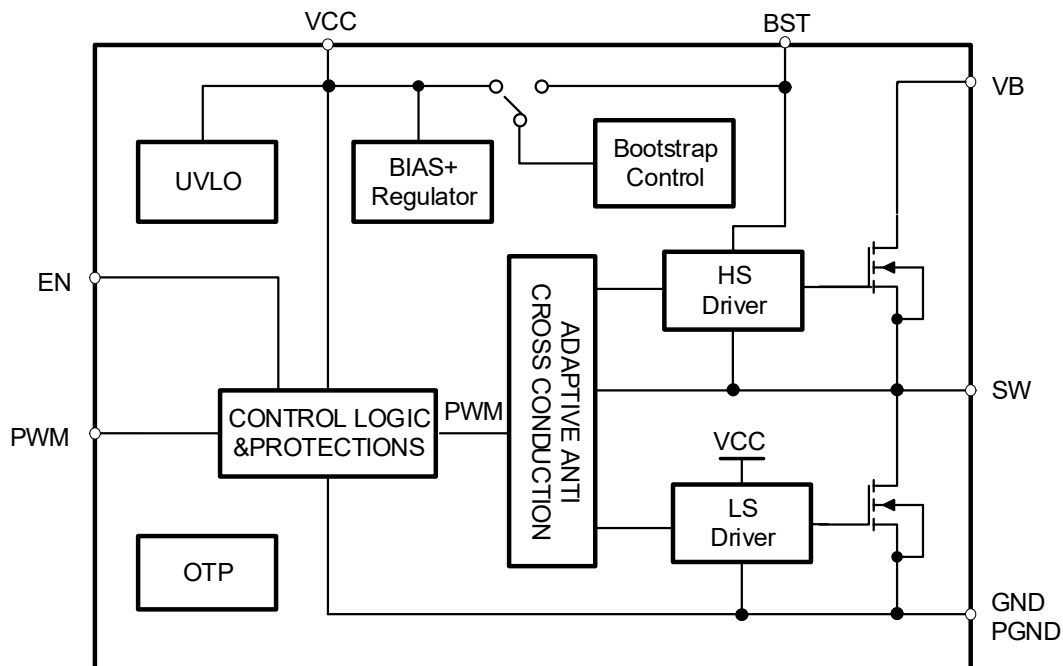 VCC
BST
VB
UVLO
BIAS+
Regulator
Bootstrap
Control
EN
HS
Driver
ADAPTIVE ANTI
CROSS CONDUCTION
SW
PWM
CONTROL LOGIC
&PROTECTIONS
PWM
VCC
LS
Driver
OTP
GND
PGND